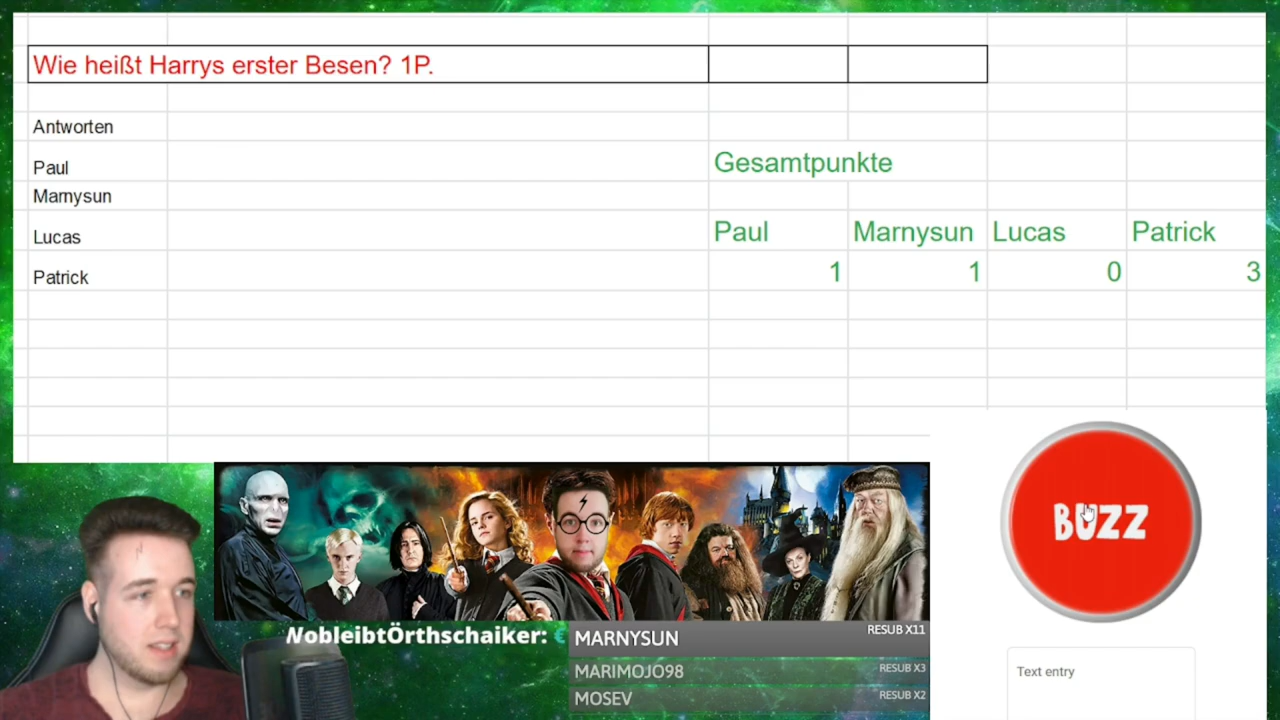 Wie heißt Harrys erster Besen? 1P.
Antworten
Paul
Gesamtpunkte
Marnysun
Lucas
Paul Marnysun Lucas Patrick
Patrick
1 1 0 3
BUZZ
NobleibtÖrthschaiker: €
MARNYSUN RESUB X11
MARIMOJO98 RESUB X3
MOSEV RESUB X2
Text entry